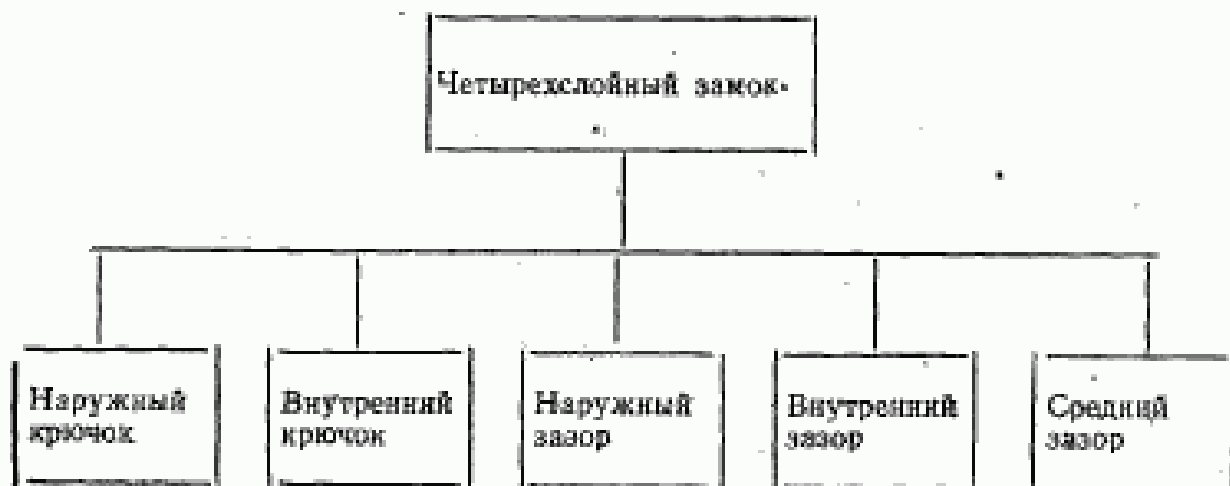 Четырехслойный замок
Наружный
крючок
Внутренний
крючок
Наружный
зазор
Внутренний
зазор
Средний
зазор